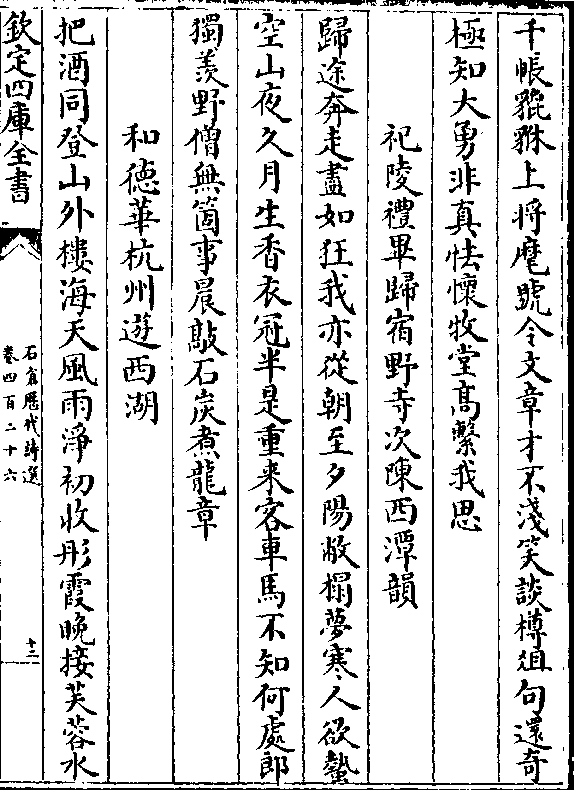 千帳貔貅上将麾號令文章才不淺笑談樽俎句還奇
極知大勇非真怯懷牧堂髙繫我思
祀陵禮畢歸宿野寺次陳西潭韻
歸途奔走盡如狂我亦從朝至夕陽敝榻夢寒人欲蟄
空山夜久月生香衣冠半是重来客車馬不知何處郎
獨羡野僧無箇事晨敲石炭煮龍章
和徳華杭州遊西湖
把酒同登山外樓海天風雨淨初收彤霞晚接芙蓉水
欽定四庫全書
石倉歷代詩選
卷四百二十六
十三